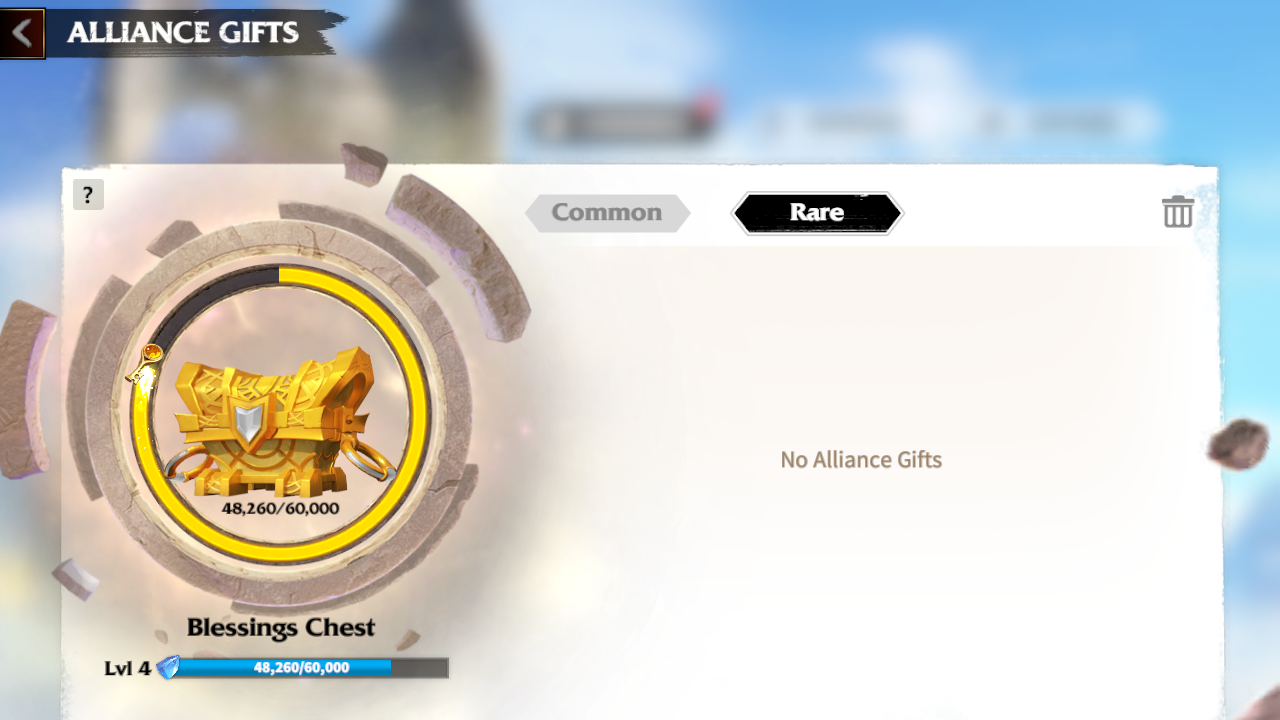 ALLIANCE GIFTS
?
Common
Rare
No Alliance Gifts
48,260/60,000
Blessings Chest
Lvl 4
48,260/60,000